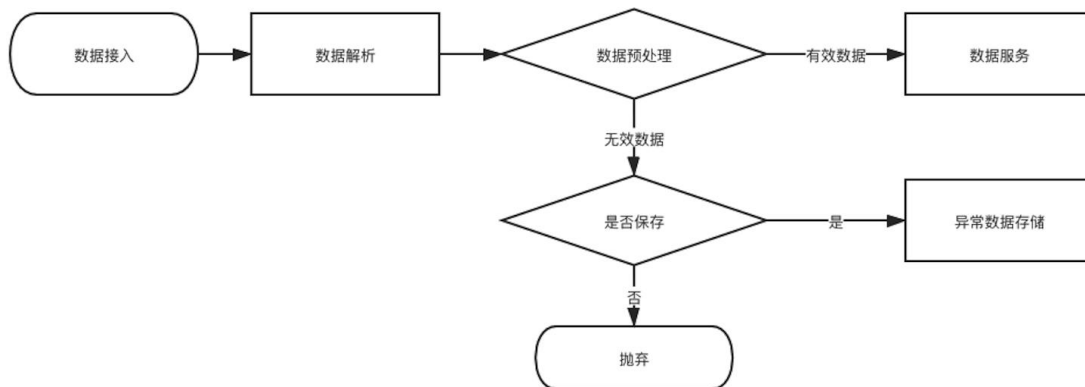 数据接入
数据解析
数据预处理
有效数据
数据服务
无效数据
是否保存
是
异常数据存储
否
抛弃